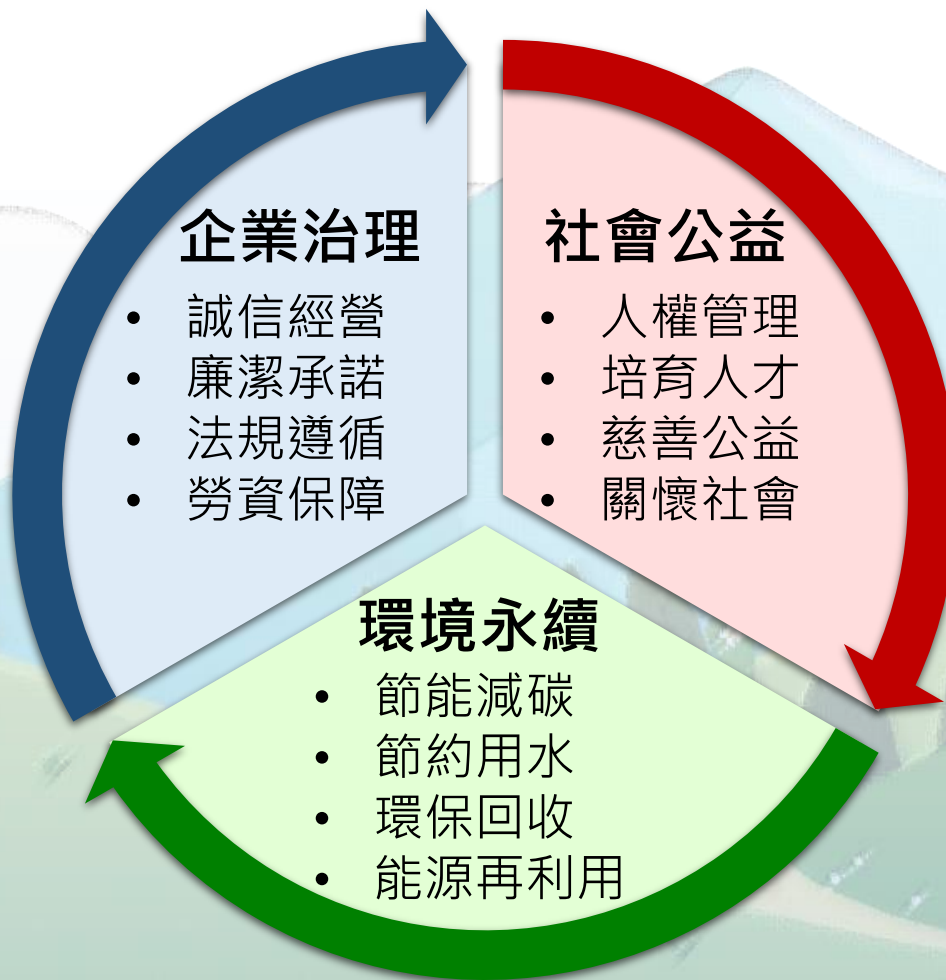 企業治理
• 誠信經營
• 廉潔承諾
• 法規遵循
• 勞資保障
社會公益
• 人權管理
• 培育人才
• 慈善公益
• 關懷社會
環境永續
• 節能減碳
• 節約用水
• 環保回收
• 能源再利用